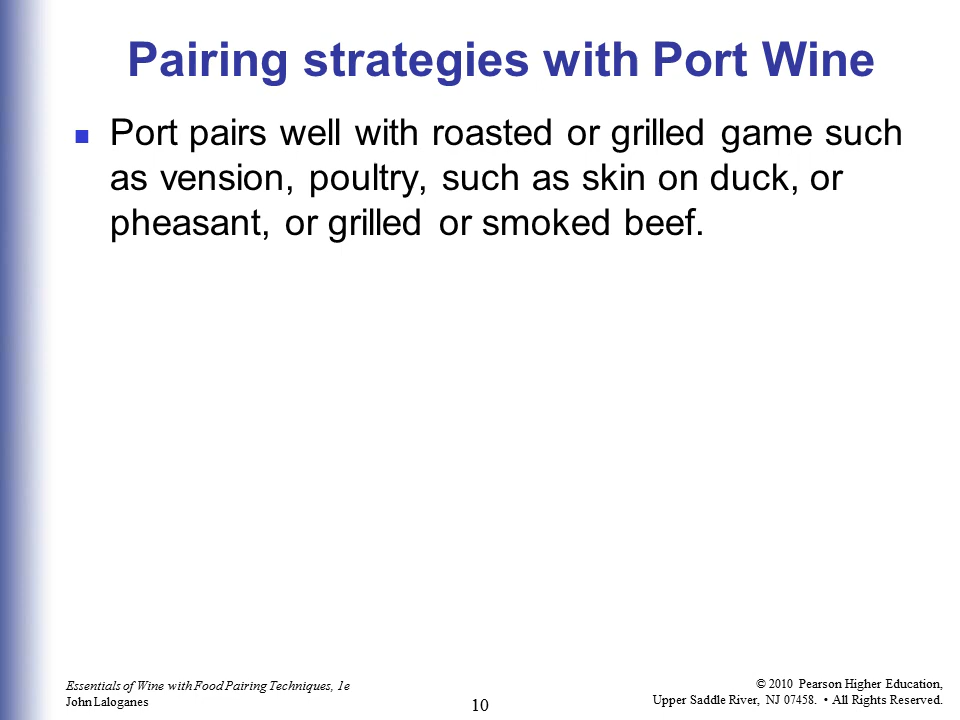 Pairing strategies with Port Wine
Port pairs well with roasted or grilled game such
as vension, poultry, such as skin on duck, or
pheasant, or grilled or smoked beef.
Essentials of Wine with Food Pairing Techniques, 1e
John Laloganes
10
© 2010 Pearson Higher Education,
Upper Saddle River, NJ 07458. • All Rights Reserved.